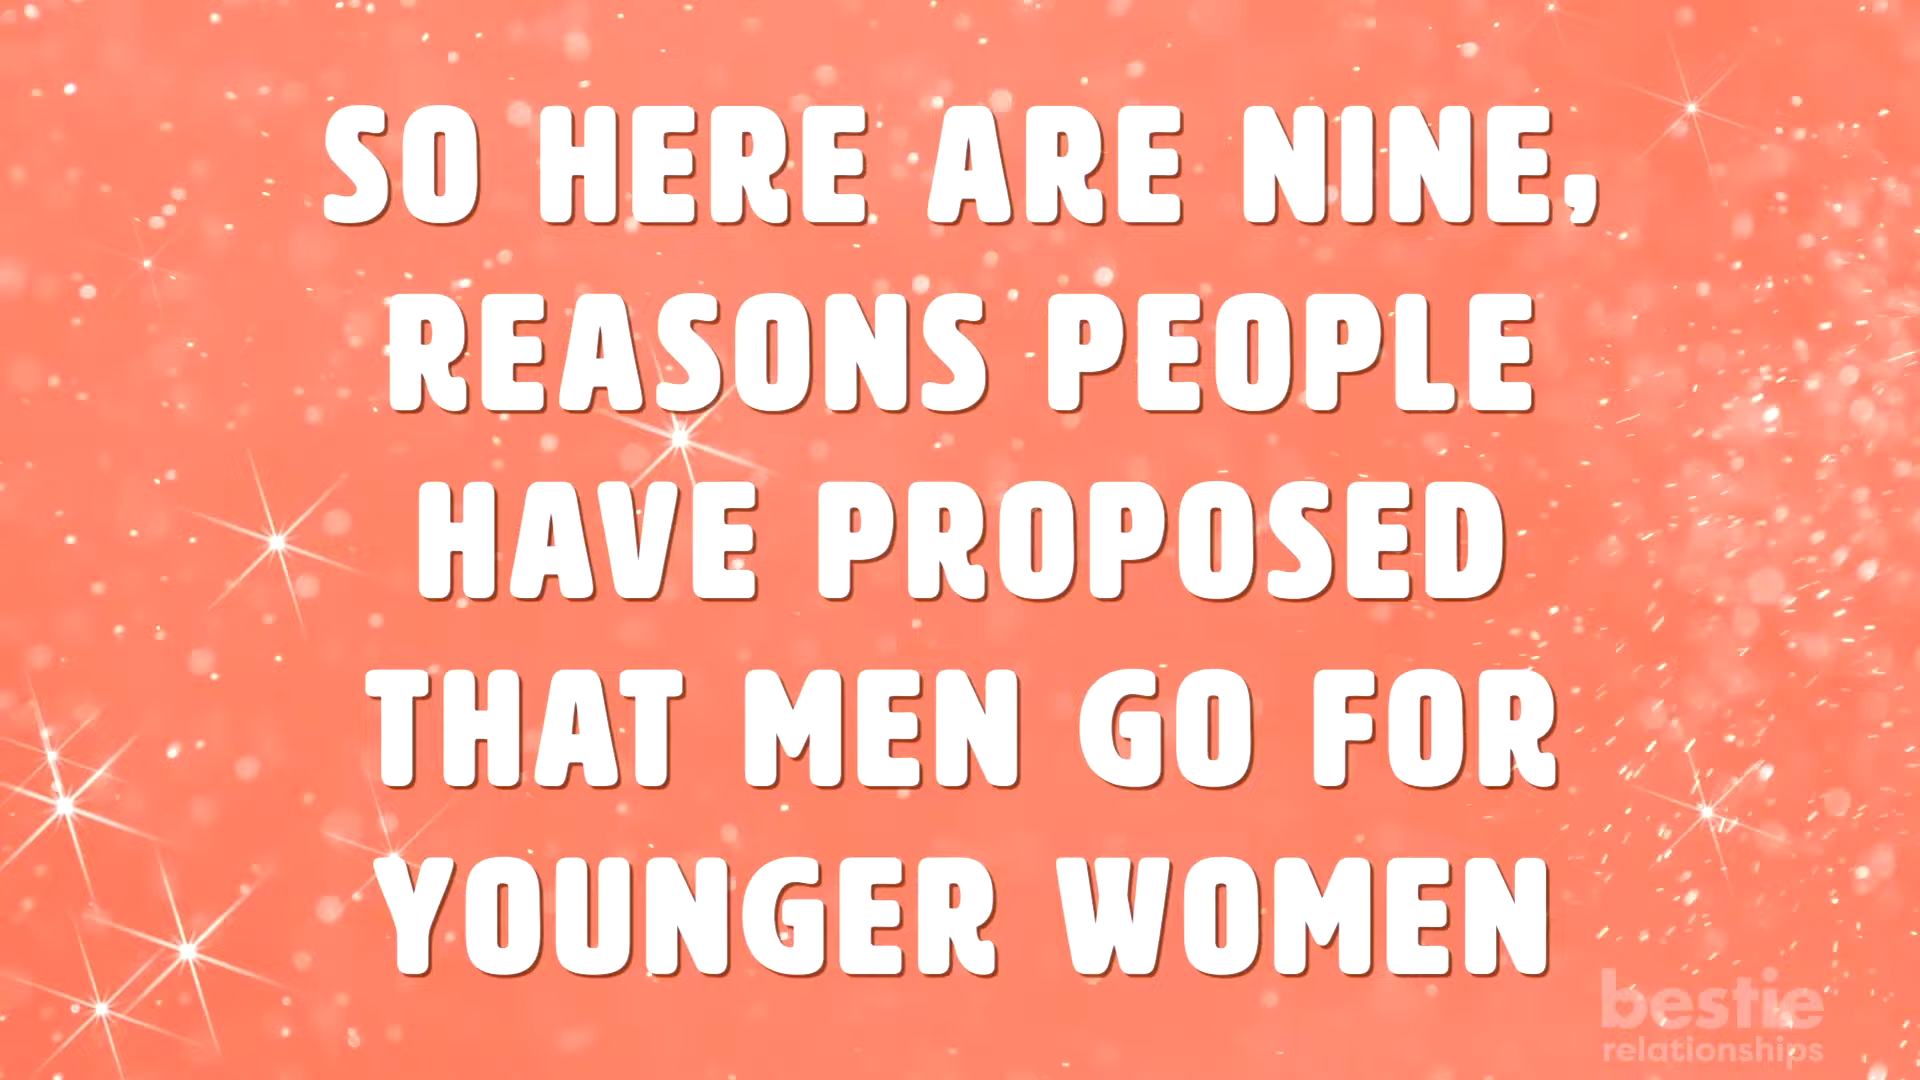 SO HERE ARE NINE,
REASONS PEOPLE
HAVE PROPOSED
THAT MEN GO FOR
YOUNGER WOMEN
bestie
relationships